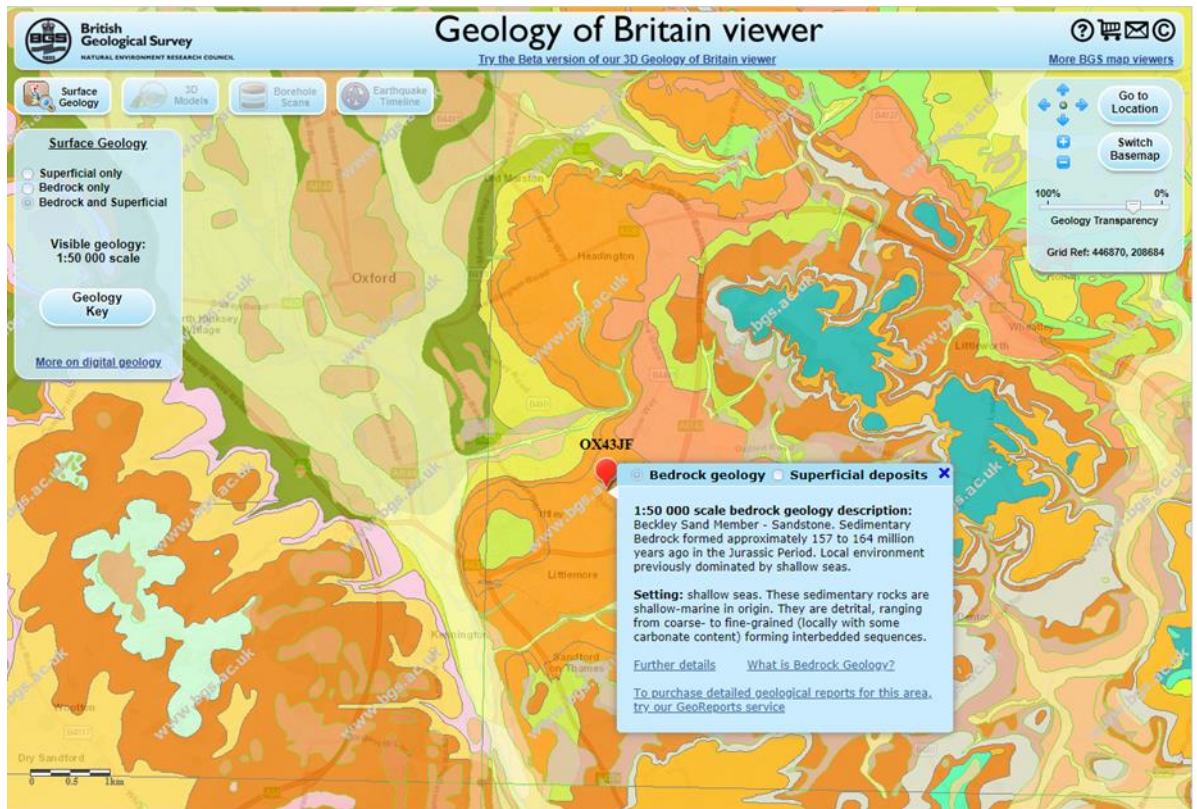 British
Geological Survey
NATURAL ENVIRONMENT RESEARCH COUNCIL
Geology of Britain viewer
Try the Beta version of our 3D Geology of Britain viewer
More BGS map viewers
BGS
Surface
Geology
3D
Models
Borehole
Scans
Earthquake
Timeline
Surface Geology
Superficial only
Bedrock only
Bedrock and Superficial
Visible geology:
1:50 000 scale
Geology
Key
More on digital geology
Go to
Location
Switch
Basemap
100% 0%
Geology Transparency
Grid Ref: 446870, 208684
Oxford
Headington
Wheatley
Littleworth
OX43JF
Iffley
Littlemore
Kennington
Sandford
on Thames
Denton
Wootton
Dry Sandford
0 0.5 1km
www.bgs.ac.uk
Bedrock geology Superficial deposits X
1:50 000 scale bedrock geology description:
Beckley Sand Member - Sandstone. Sedimentary
Bedrock formed approximately 157 to 164 million
years ago in the Jurassic Period. Local environment
previously dominated by shallow seas.
Setting: shallow seas. These sedimentary rocks are
shallow-marine in origin. They are detrital, ranging
from coarse- to fine-grained (locally with some
carbonate content) forming interbedded sequences.
Further details What is Bedrock Geology?
To purchase detailed geological reports for this area,
try our GeoReports service